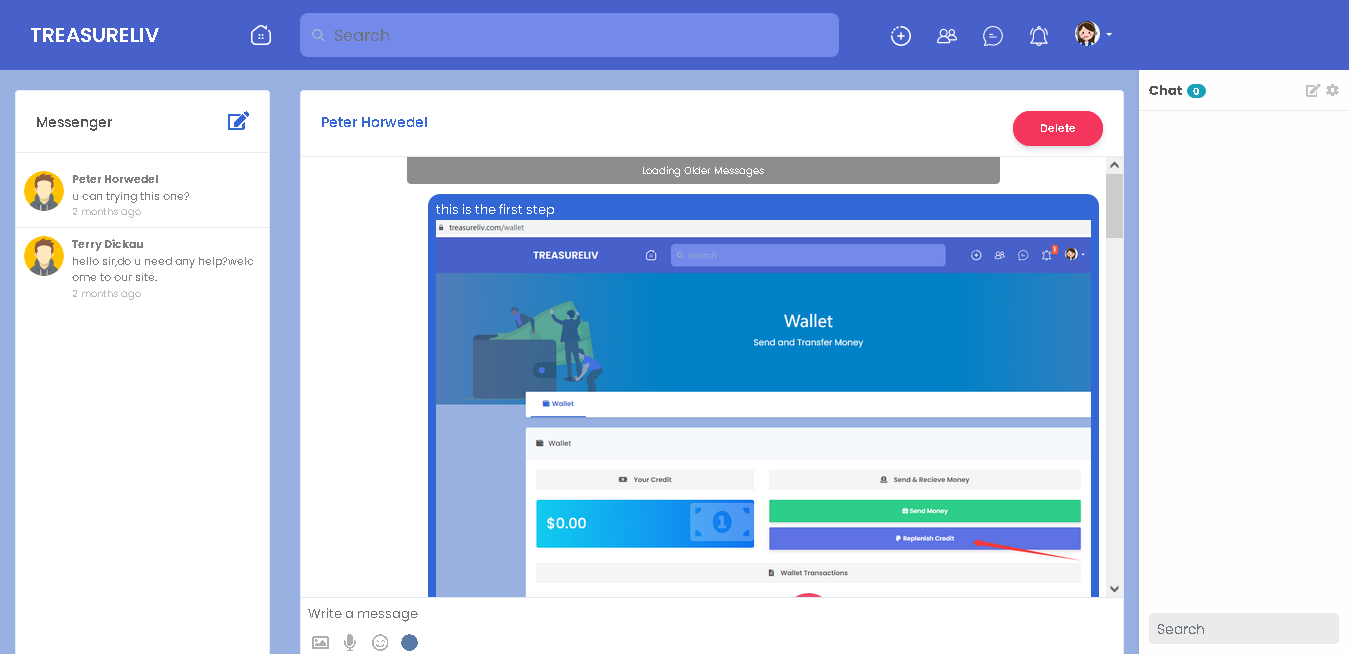 TREASURELIV
Search
Chat 0
Messenger
Peter Horwedel
Delete
Peter Horwedel
u can trying this one?
2 months ago
Terry Dickau
hello sir,do u need any help?welc
ome to our site.
2 months ago
Loading Older Messages
this is the first step
treasureliv.com/wallet
TREASURELIV
Search
1
Wallet
Send and Transfer Money
Wallet
Wallet
Your Credit
Send & Recieve Money
$0.00
1
Send Money
Replenish Credit
Wallet Transactions
Write a message
Search